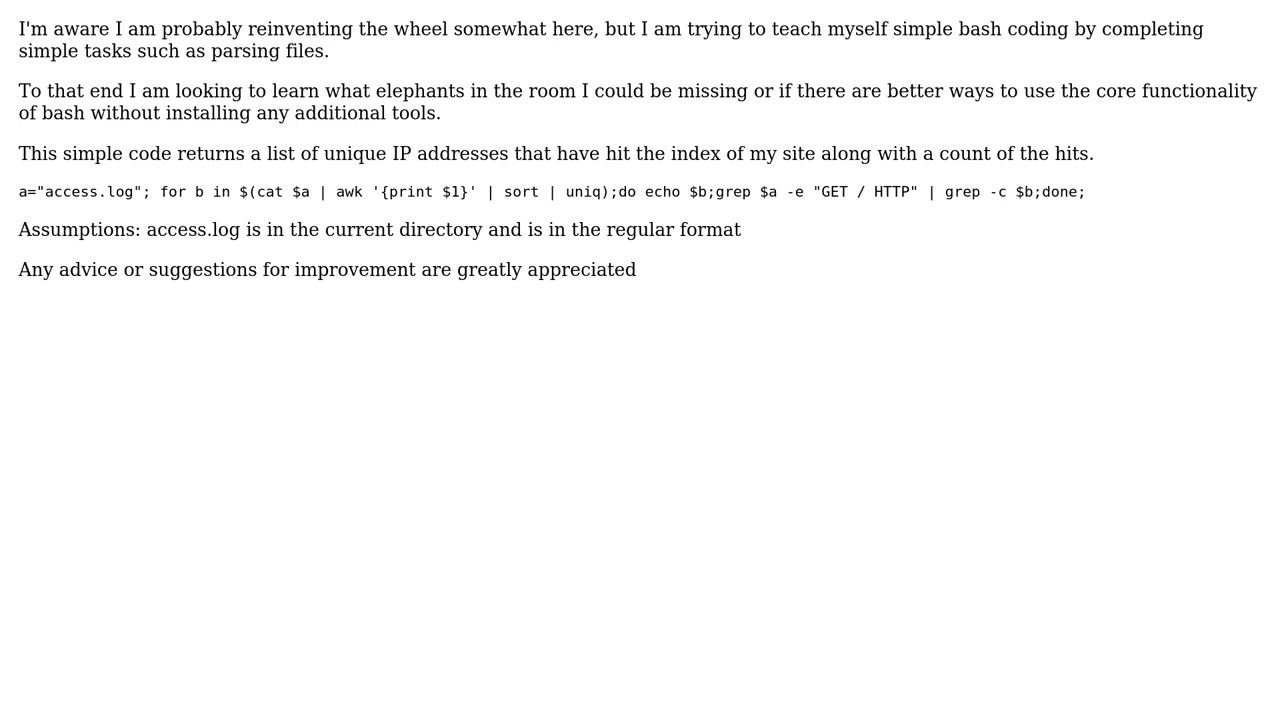 I'm aware I am probably reinventing the wheel somewhat here, but I am trying to teach myself simple bash coding by completing
simple tasks such as parsing files.
To that end I am looking to learn what elephants in the room I could be missing or if there are better ways to use the core functionality
of bash without installing any additional tools.
This simple code returns a list of unique IP addresses that have hit the index of my site along with a count of the hits.
a="access.log"; for b in $(cat $a | awk '{print $1}' | sort | uniq);do echo $b;grep $a -e "GET / HTTP" | grep -c $b;done;
Assumptions: access.log is in the current directory and is in the regular format
Any advice or suggestions for improvement are greatly appreciated